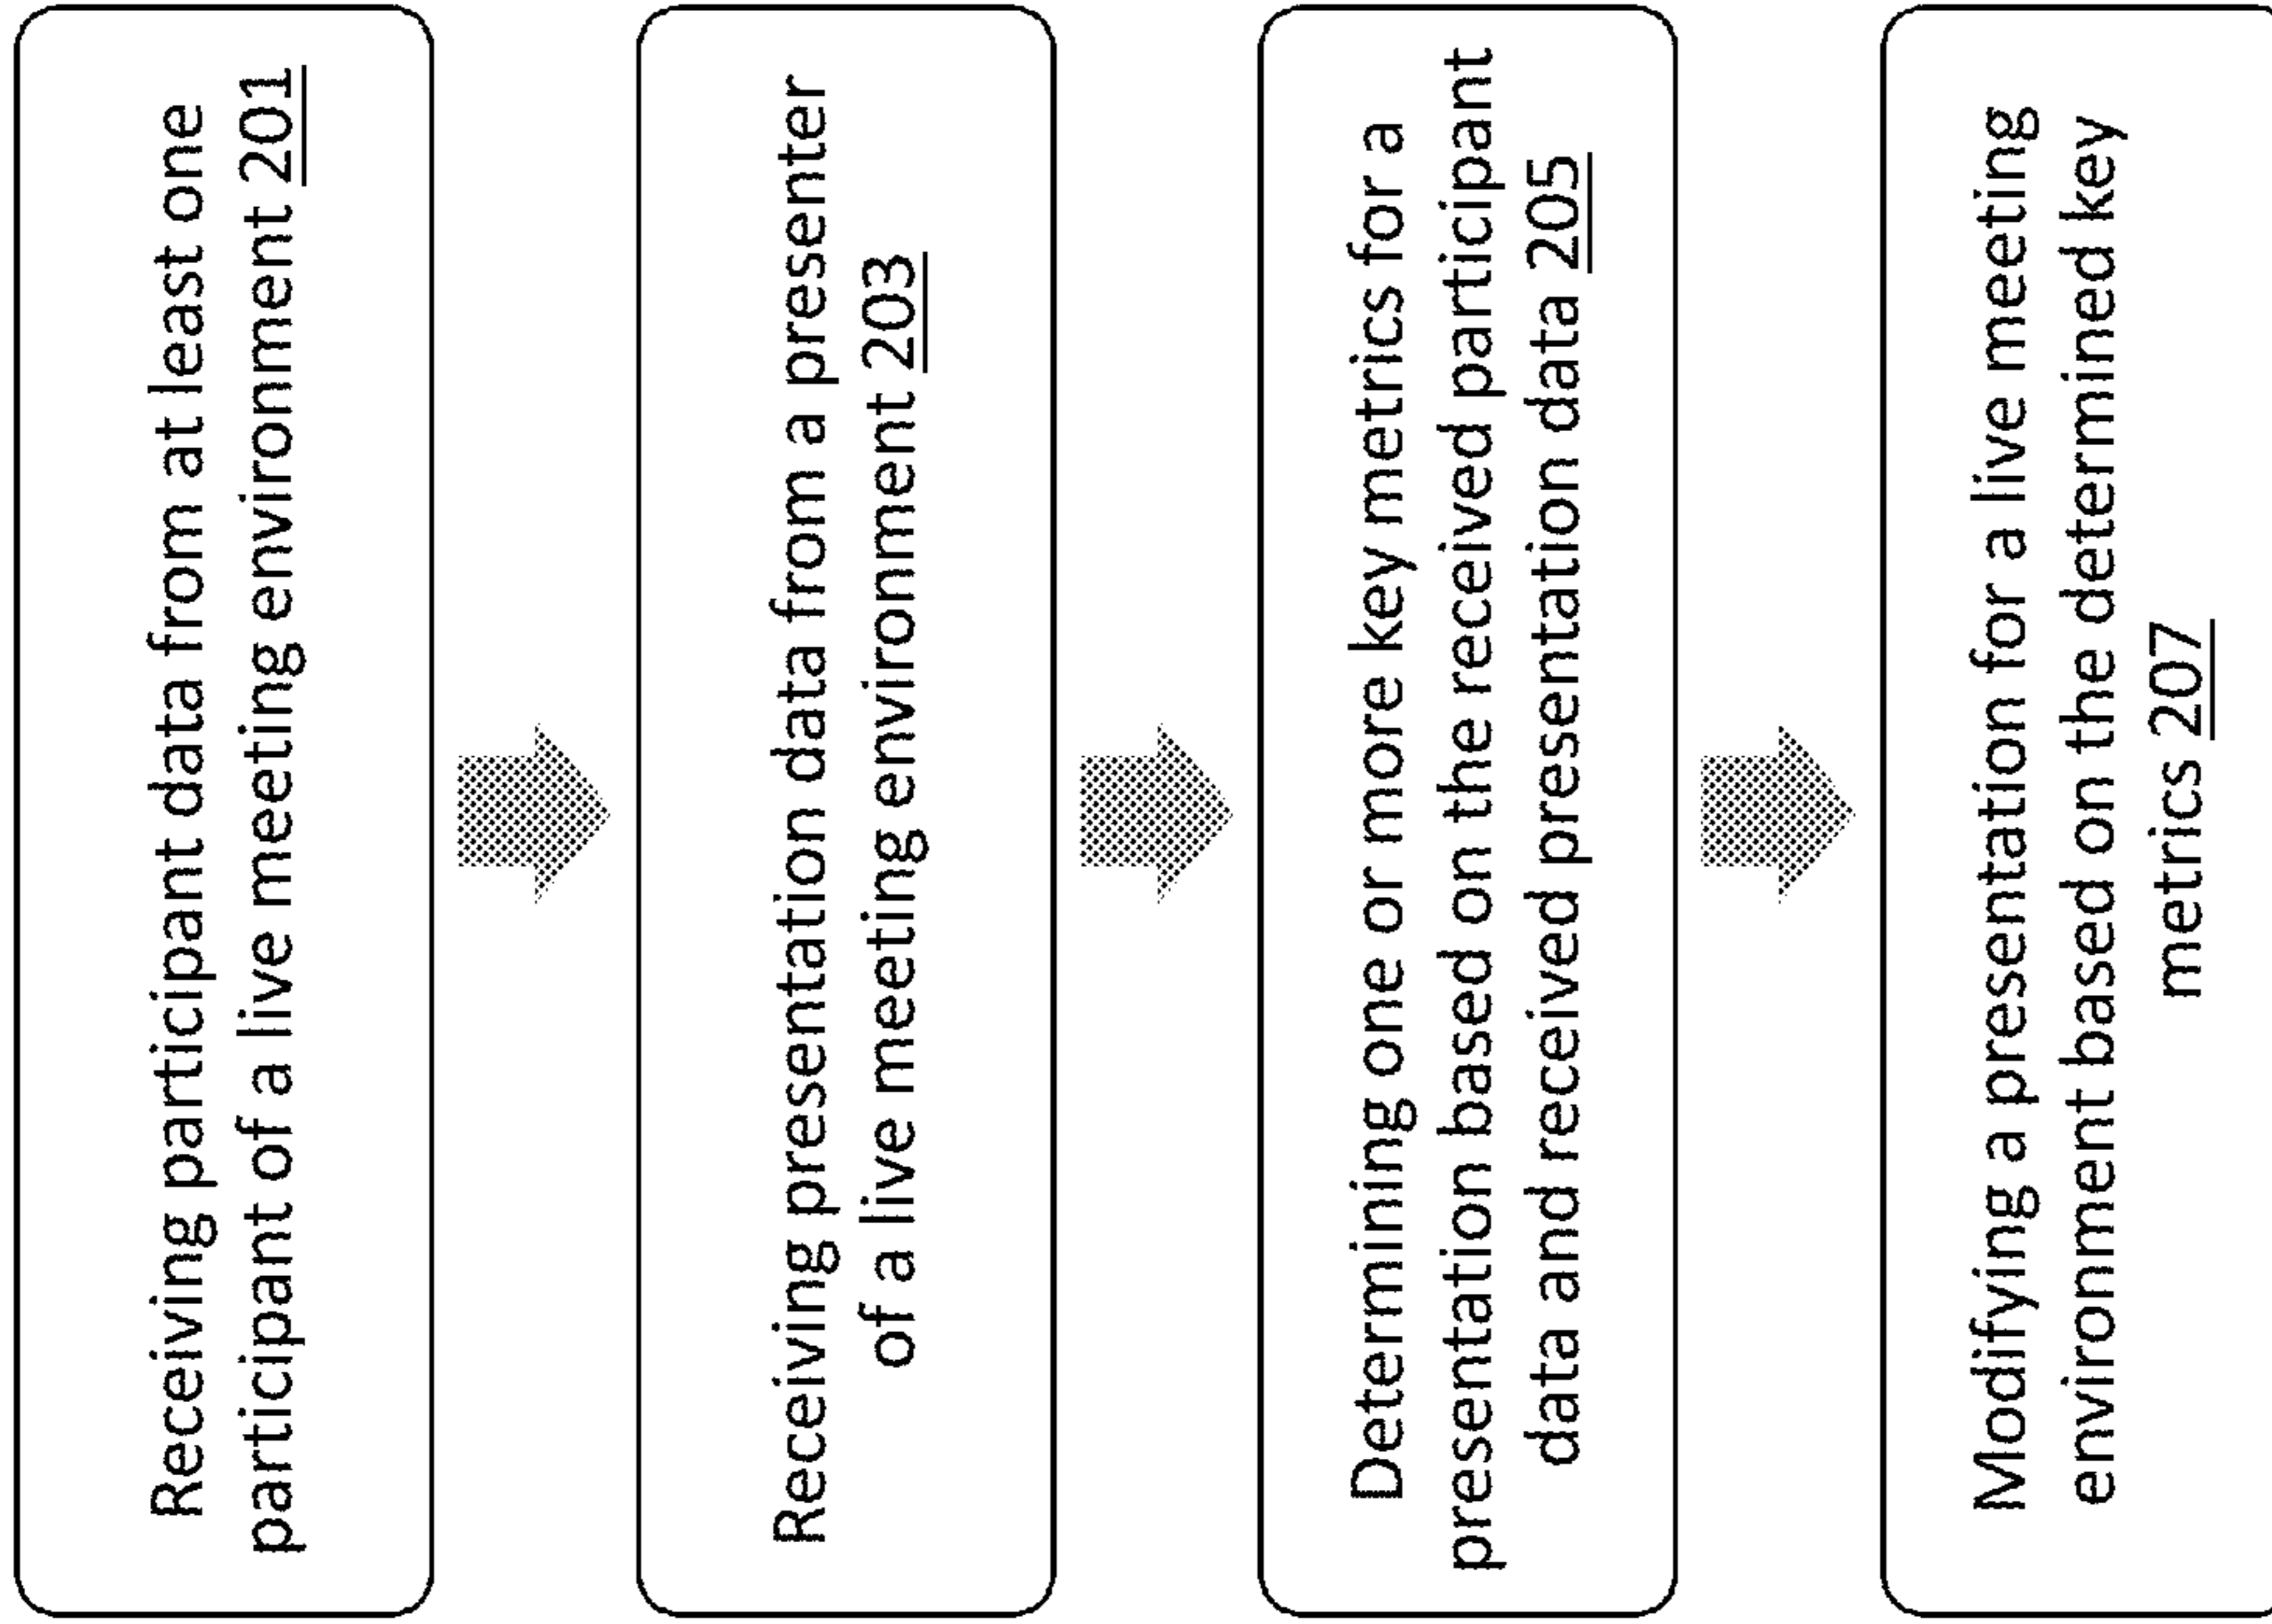 Receiving participant data from at least one
participant of a live meeting environment 201
Receiving presentation data from a presenter
of a live meeting environment 203
Determining one or more key metrics for a
presentation based on the received participant
data and received presentation data 205
Modifying a presentation for a live meeting
environment based on the determined key
metrics 207